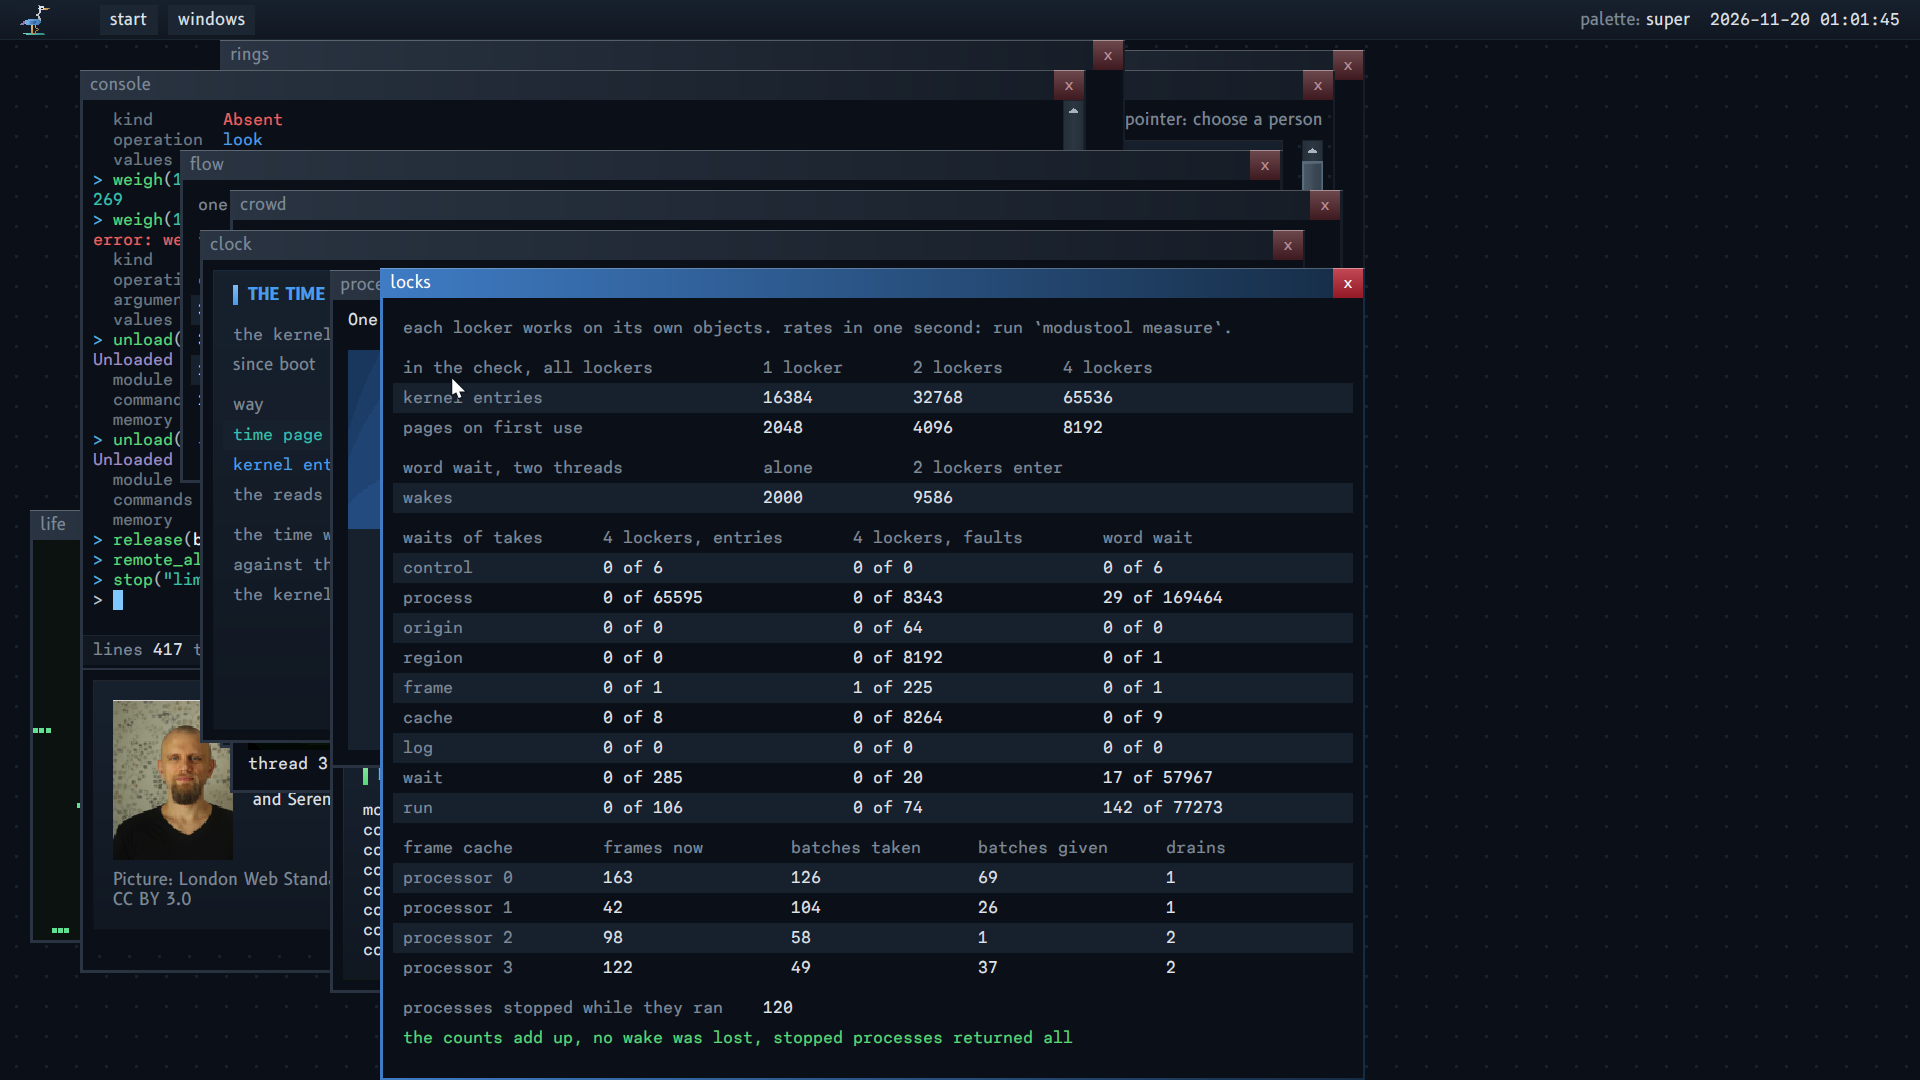 start windows palette: super 2026-11-20 01:01:45
rings x
x
console x
x
pointer: choose a person
kind Absent
operation look
values
> weigh(1
269
> weigh(1
error: we
kind
operati
argumen
values
> unload(
Unloaded
module
command
memory
> unload(
Unloaded
module
commands
memory
> release(b
> remote_al
> stop("lim
>
lines 417 t
flow x
one
crowd x
clock x
THE TIME
the kernel
since boot
way
time page
kernel ent
the reads
the time w
against th
the kernel
proce
One
life
thread 3
and Seren
Picture: London Web Standa
CC BY 3.0
mo
co
co
co
co
co
co
co
locks x
each locker works on its own objects. rates in one second: run `modustool measure`.
in the check, all lockers 1 locker 2 lockers 4 lockers
kernel entries 16384 32768 65536
pages on first use 2048 4096 8192
word wait, two threads alone 2 lockers enter
wakes 2000 9586
waits of takes 4 lockers, entries 4 lockers, faults word wait
control 0 of 6 0 of 0 0 of 6
process 0 of 65595 0 of 8343 29 of 169464
origin 0 of 0 0 of 64 0 of 0
region 0 of 0 0 of 8192 0 of 1
frame 0 of 1 1 of 225 0 of 1
cache 0 of 8 0 of 8264 0 of 9
log 0 of 0 0 of 0 0 of 0
wait 0 of 285 0 of 20 17 of 57967
run 0 of 106 0 of 74 142 of 77273
frame cache frames now batches taken batches given drains
processor 0 163 126 69 1
processor 1 42 104 26 1
processor 2 98 58 1 2
processor 3 122 49 37 2
processes stopped while they ran 120
the counts add up, no wake was lost, stopped processes returned all